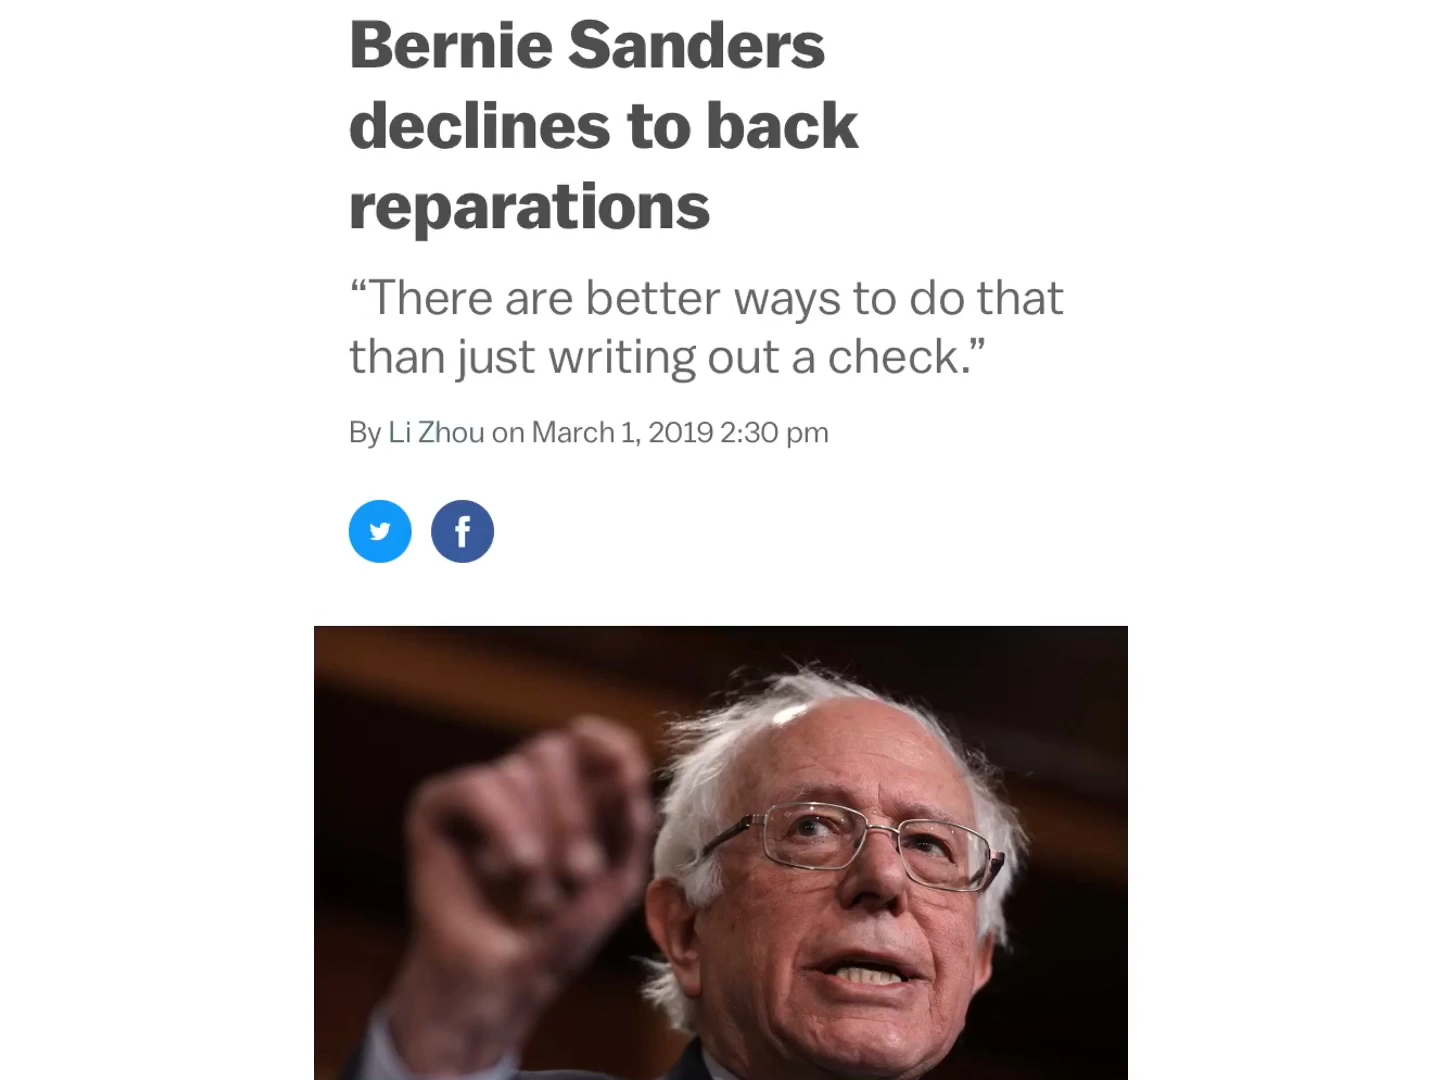 Bernie Sanders
declines to back
reparations
“There are better ways to do that
than just writing out a check.”
By Li Zhou on March 1, 2019 2:30 pm